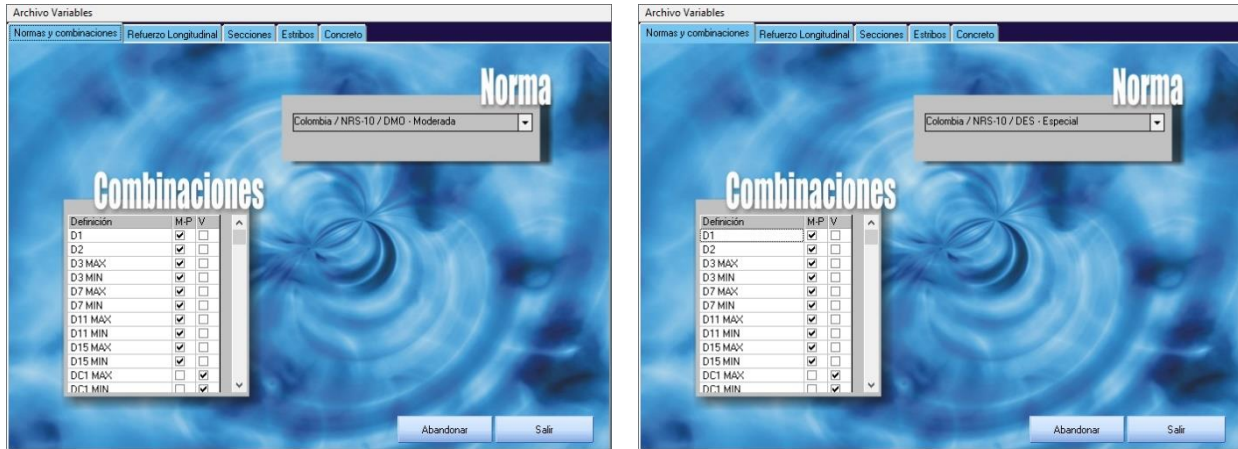 Archivo Variables
Normas y combinaciones Refuerzo Longitudinal Secciones Estribos Concreto
Norma
Colombia / NRS-10 / DMO - Moderada
Combinaciones
Definición M-P V
D1
D2
D3 MAX
D3 MIN
D7 MAX
D7 MIN
D11 MAX
D11 MIN
D15 MAX
D15 MIN
DC1 MAX
DC1 MIN
Abandonar Salir
Archivo Variables
Normas y combinaciones Refuerzo Longitudinal Secciones Estribos Concreto
Norma
Colombia / NRS-10 / DES - Especial
Combinaciones
Definición M-P V
D1
D2
D3 MAX
D3 MIN
D7 MAX
D7 MIN
D11 MAX
D11 MIN
D15 MAX
D15 MIN
DC1 MAX
DC1 MIN
Abandonar Salir